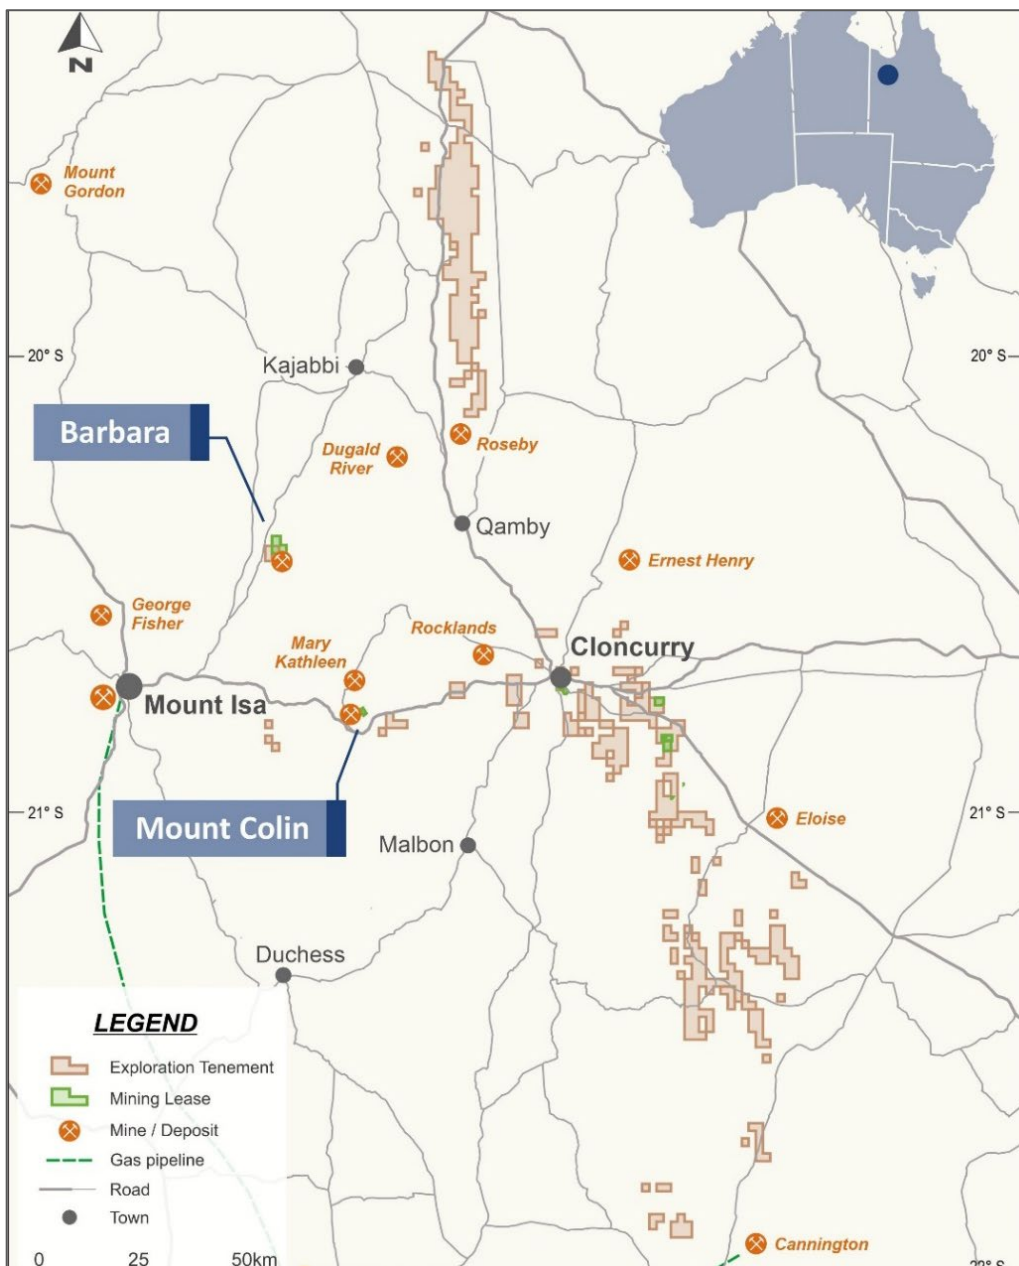 N
Mount
Gordon
20° S
20° S
Kajabbi
Barbara
Dugald
River
Roseby
Qamby
Ernest Henry
George
Fisher
Mary
Kathleen
Rocklands
Cloncurry
Mount Isa
21° S
21° S
Mount Colin
Eloise
Malbon
Duchess
LEGEND
Exploration Tenement
Mining Lease
Mine / Deposit
Gas pipeline
Road
Town
Cannington
0 25 50km